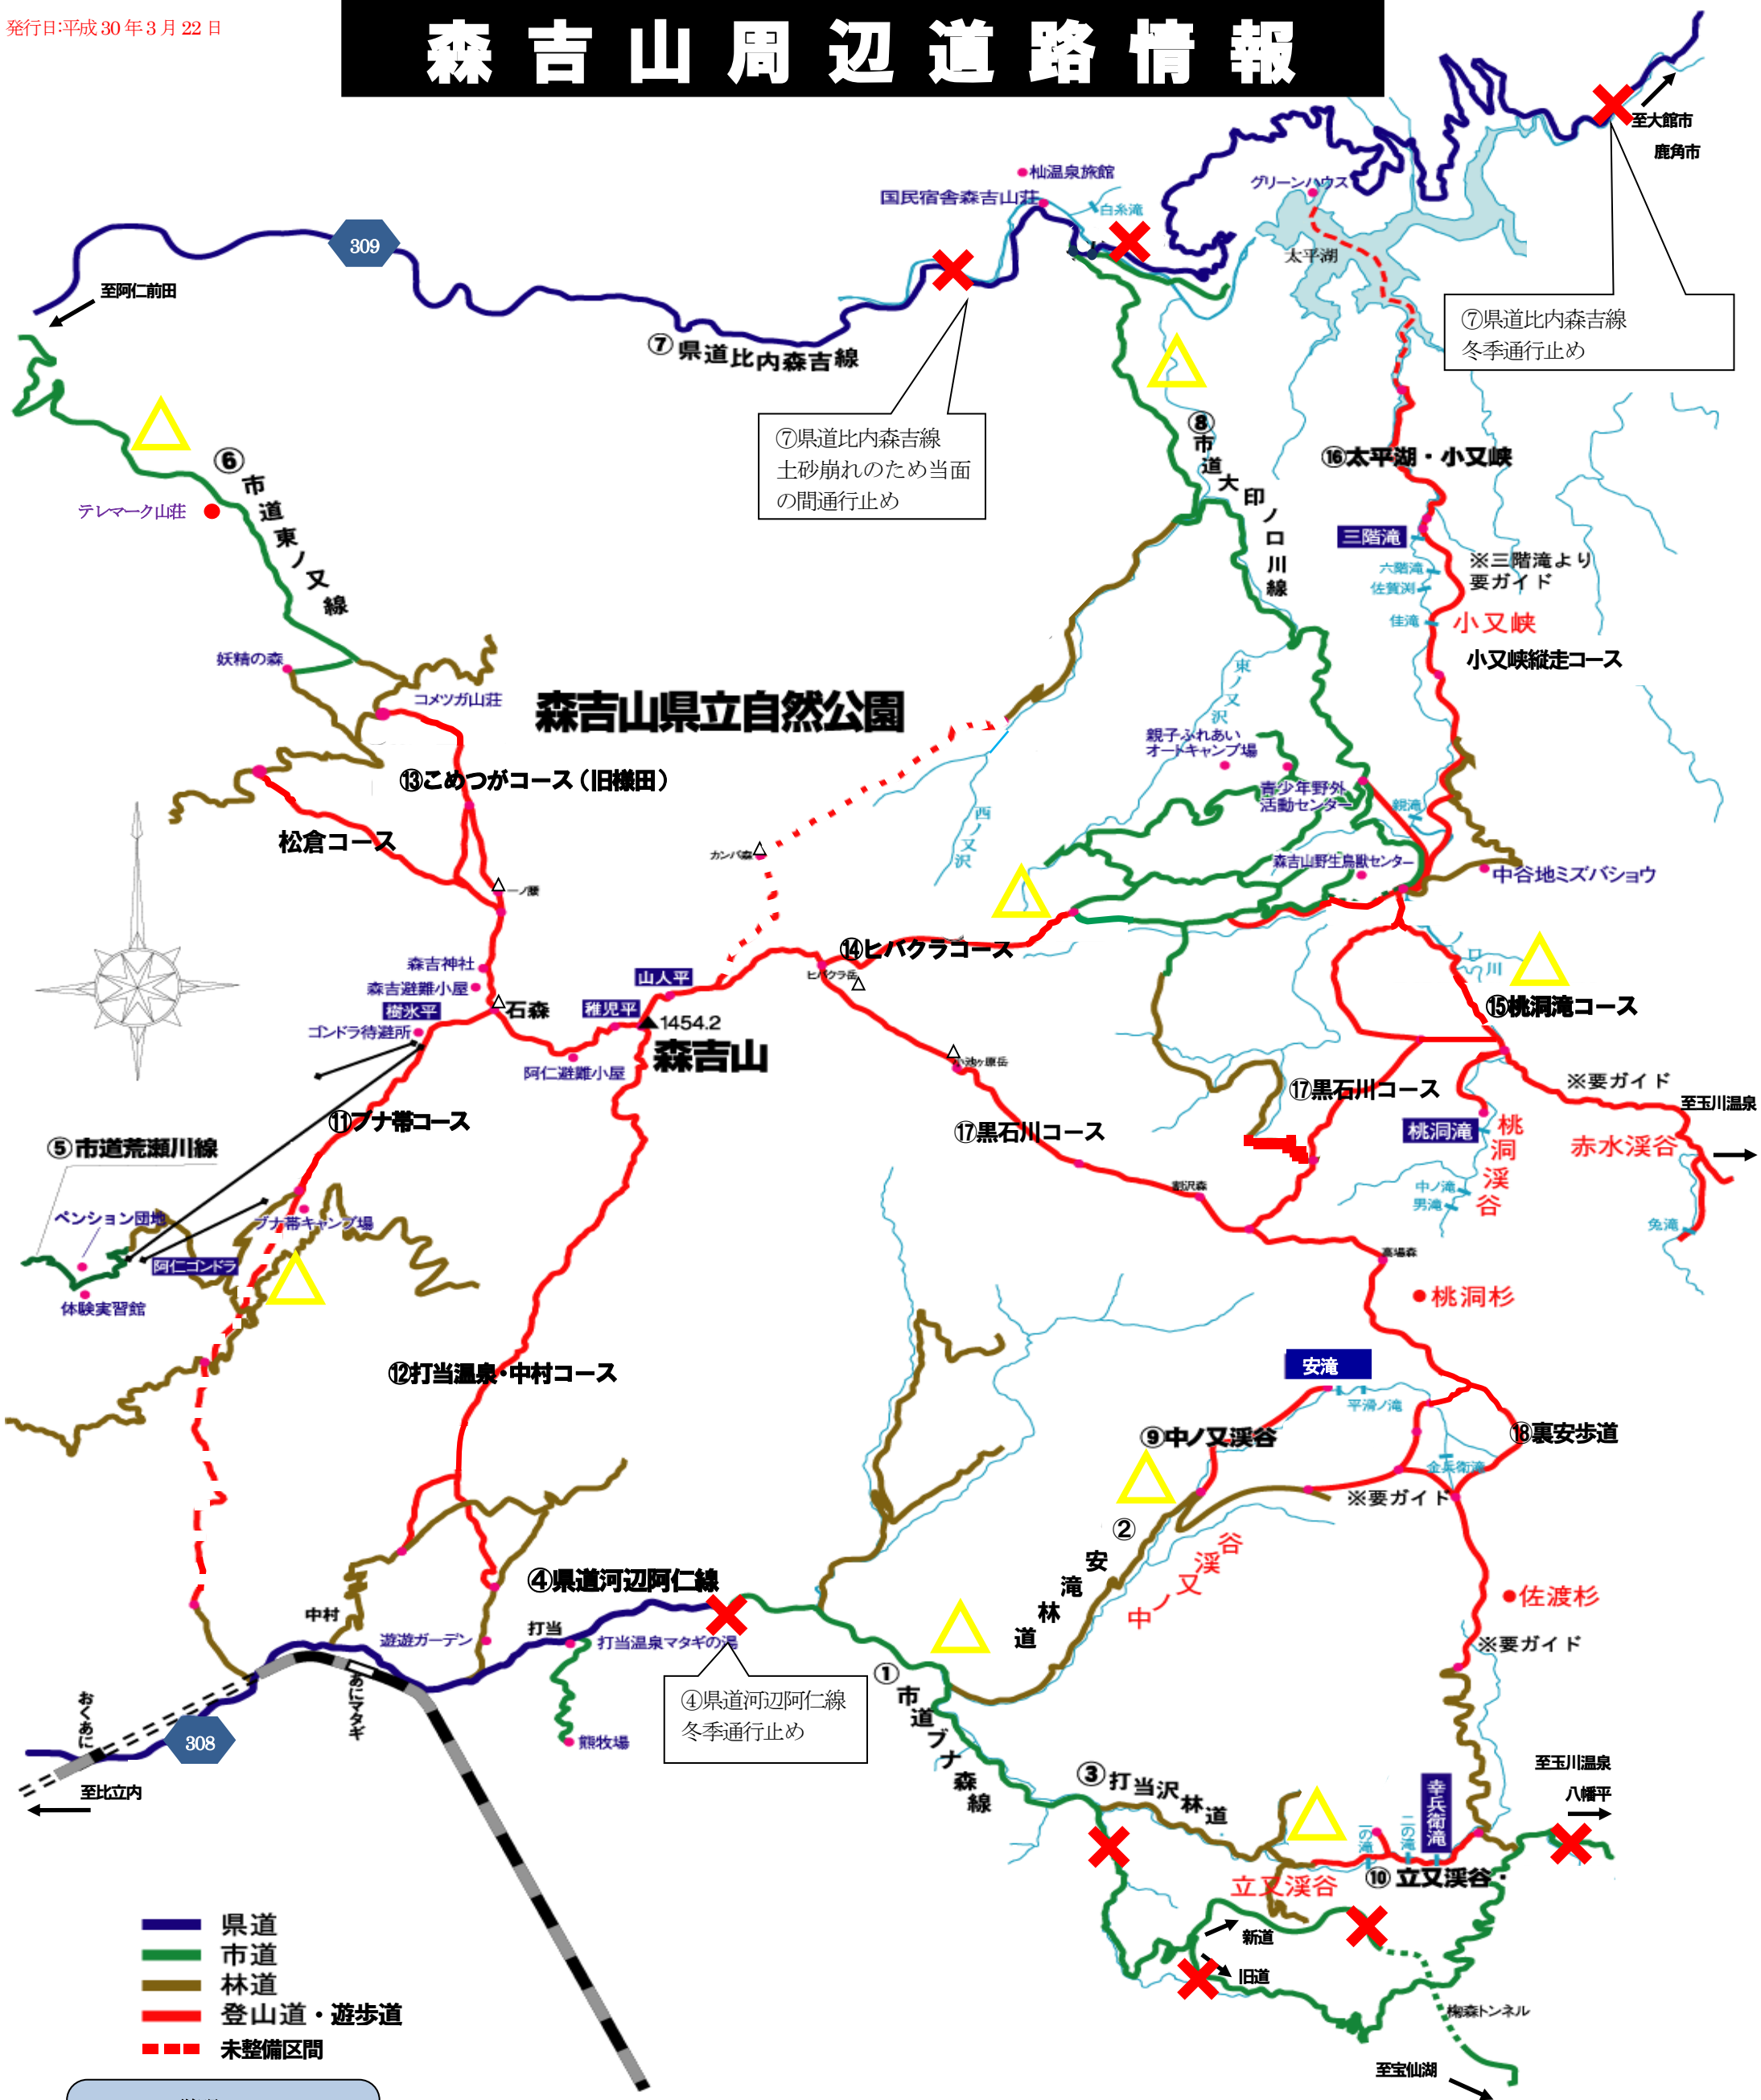 発行日:平成30年3月22日
森吉山周辺道路情報
至大館市
鹿角市
杣温泉旅館
国民宿舎森吉山荘
白糸滝
グリーンハウス
太平湖
309
至阿仁前田
⑦県道比内森吉線
⑦県道比内森吉線
冬季通行止め
⑦県道比内森吉線
土砂崩れのため当面
の間通行止め
⑥市道東ノ又線
テレマーク山荘
⑧市道大印ノロ川線
⑯太平湖・小又峡
三階滝
※三階滝より
要ガイド
六階滝
佐賀渕
佳滝
小又峡
小又峡縦走コース
妖精の森
コメツガ山荘
森吉山県立自然公園
東ノ又沢
親子ふれあい
オートキャンプ場
青少年野外
活動センター
⑬こめつがコース(旧様田)
松倉コース
西ノ又沢
親滝
カンバ森
森吉山野生鳥獣センター
中谷地ミズバショウ
一ノ腰
⑭ヒバクラコース
ヒバクラ岳
ロ川
⑮桃洞滝コース
森吉神社
森吉避難小屋
樹氷平
石森
ゴンドラ待避所
山人平
稚児平
1454.2
森吉山
阿仁避難小屋
小池ヶ原岳
※要ガイド
至玉川温泉
⑰黒石川コース
⑰黒石川コース
⑪ブナ帯コース
桃洞滝
桃洞渓谷
赤水渓谷
中ノ滝
男滝
兎滝
⑤市道荒瀬川線
ペンション団地
ブナ帯キャンプ場
阿仁ゴンドラ
体験実習館
割沢森
高場森
桃洞杉
安滝
平滑ノ滝
⑫打当温泉・中村コース
⑨中ノ又渓谷
⑱裏安歩道
金兵衛滝
※要ガイド
②安滝林道
中ノ又渓谷
④県道河辺阿仁線
佐渡杉
※要ガイド
中村
遊遊ガーデン
打当
打当温泉マタギの湯
おくあに
あにマタギ
308
至比立内
熊牧場
④県道河辺阿仁線
冬季通行止め
①市道ブナ森線
③打当沢林道
至玉川温泉
八幡平
幸兵衛滝
一の滝
二の滝
⑩立又渓谷
立又渓谷
新道
旧道
至宝仙湖
県道
市道
林道
登山道・遊歩道
未整備区間